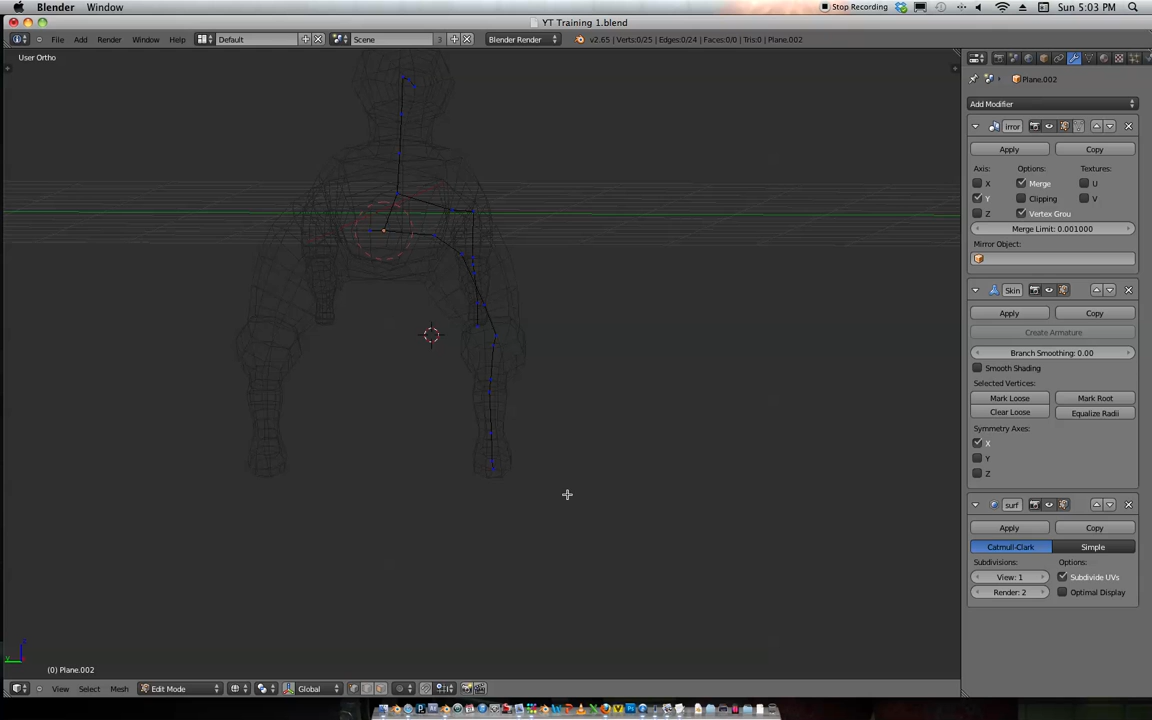 Blender Window Stop Recording Sun 5:03 PM
YT Training 1.blend
File Add Render Window Help Default Scene 3 Blender Render v2.65 | Verts:0/25 | Edges:0/24 | Faces:0/0 | Tris:0 | Plane.002
User Ortho
Plane.002
Add Modifier
irror
Apply Copy
Axis: Options: Textures:
X Merge U
Y Clipping V
Z Vertex Grou
Merge Limit: 0.001000
Mirror Object:
Skin
Apply Copy
Create Armature
Branch Smoothing: 0.00
Smooth Shading
Selected Vertices:
Mark Loose Mark Root
Clear Loose Equalize Radii
Symmetry Axes:
X
Y
Z
surf
Apply Copy
Catmull-Clark Simple
Subdivisions: Options:
View: 1 Subdivide UVs
Render: 2 Optimal Display
z
y
(0) Plane.002
View Select Mesh Edit Mode Global